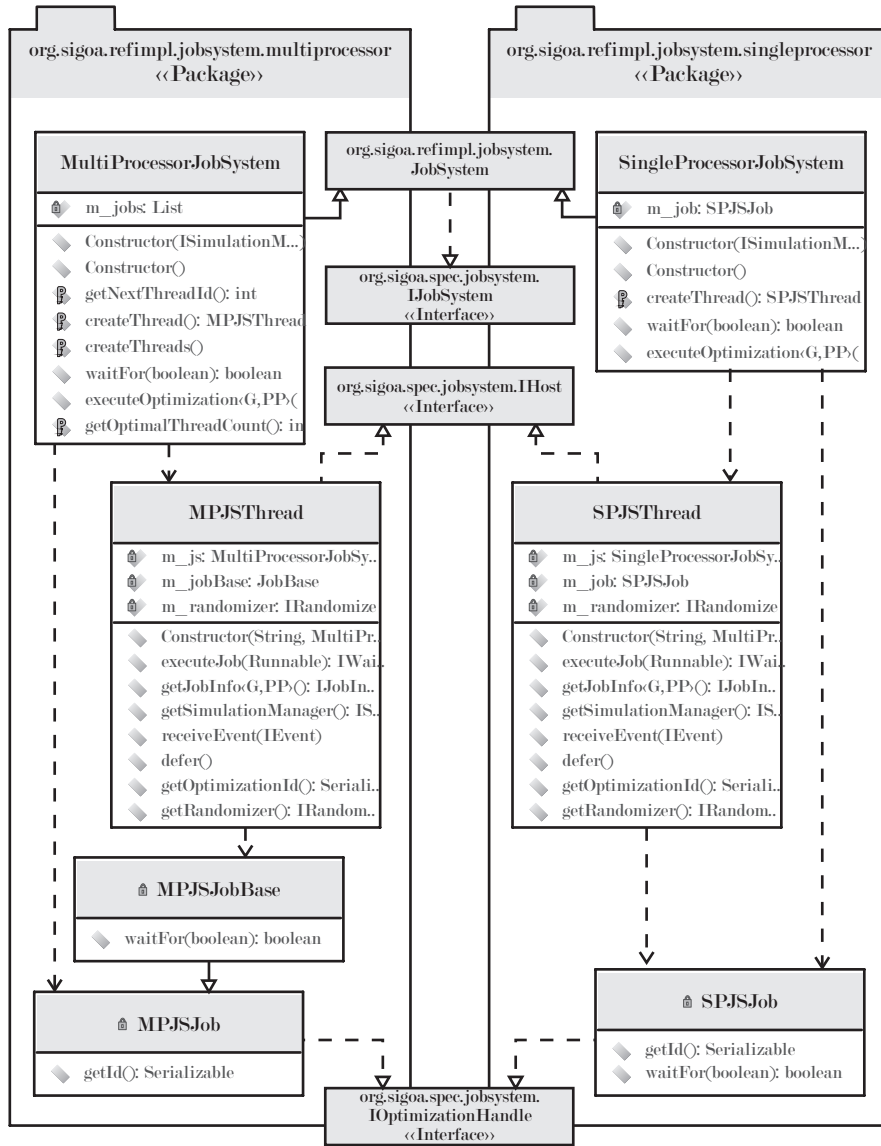 org.sigoa.refimpl.jobsystem.multiprocessor
‹‹Package››
org.sigoa.refimpl.jobsystem.singleprocessor
‹‹Package››
MultiProcessorJobSystem
m_jobs: List
Constructor(ISimulationM...)
Constructor()
getNextThreadId(): int
createThread(): MPJSThread
createThreads()
waitFor(boolean): boolean
executeOptimization‹G,PP›(
getOptimalThreadCount(): in
org.sigoa.refimpl.jobsystem.
JobSystem
org.sigoa.spec.jobsystem.
IJobSystem
‹‹Interface››
org.sigoa.spec.jobsystem.IHost
‹‹Interface››
SingleProcessorJobSystem
m_job: SPJSJob
Constructor(ISimulationM...)
Constructor()
createThread(): SPJSThread
waitFor(boolean): boolean
executeOptimization‹G,PP›(
MPJSThread
m_js: MultiProcessorJobSy..
m_jobBase: JobBase
m_randomizer: IRandomize
Constructor(String, MultiPr..
executeJob(Runnable): IWai..
getJobInfo‹G,PP›(): IJobIn..
getSimulationManager(): IS..
receiveEvent(IEvent)
defer()
getOptimizationId(): Seriali..
getRandomizer(): IRandom..
SPJSThread
m_js: SingleProcessorJobSy..
m_job: SPJSJob
m_randomizer: IRandomize
Constructor(String, MultiPr..
executeJob(Runnable): IWai..
getJobInfo‹G,PP›(): IJobIn..
getSimulationManager(): IS..
receiveEvent(IEvent)
defer()
getOptimizationId(): Seriali..
getRandomizer(): IRandom..
MPJSJobBase
waitFor(boolean): boolean
MPJSJob
getId(): Serializable
SPJSJob
getId(): Serializable
waitFor(boolean): boolean
org.sigoa.spec.jobsystem.
IOptimizationHandle
‹‹Interface››